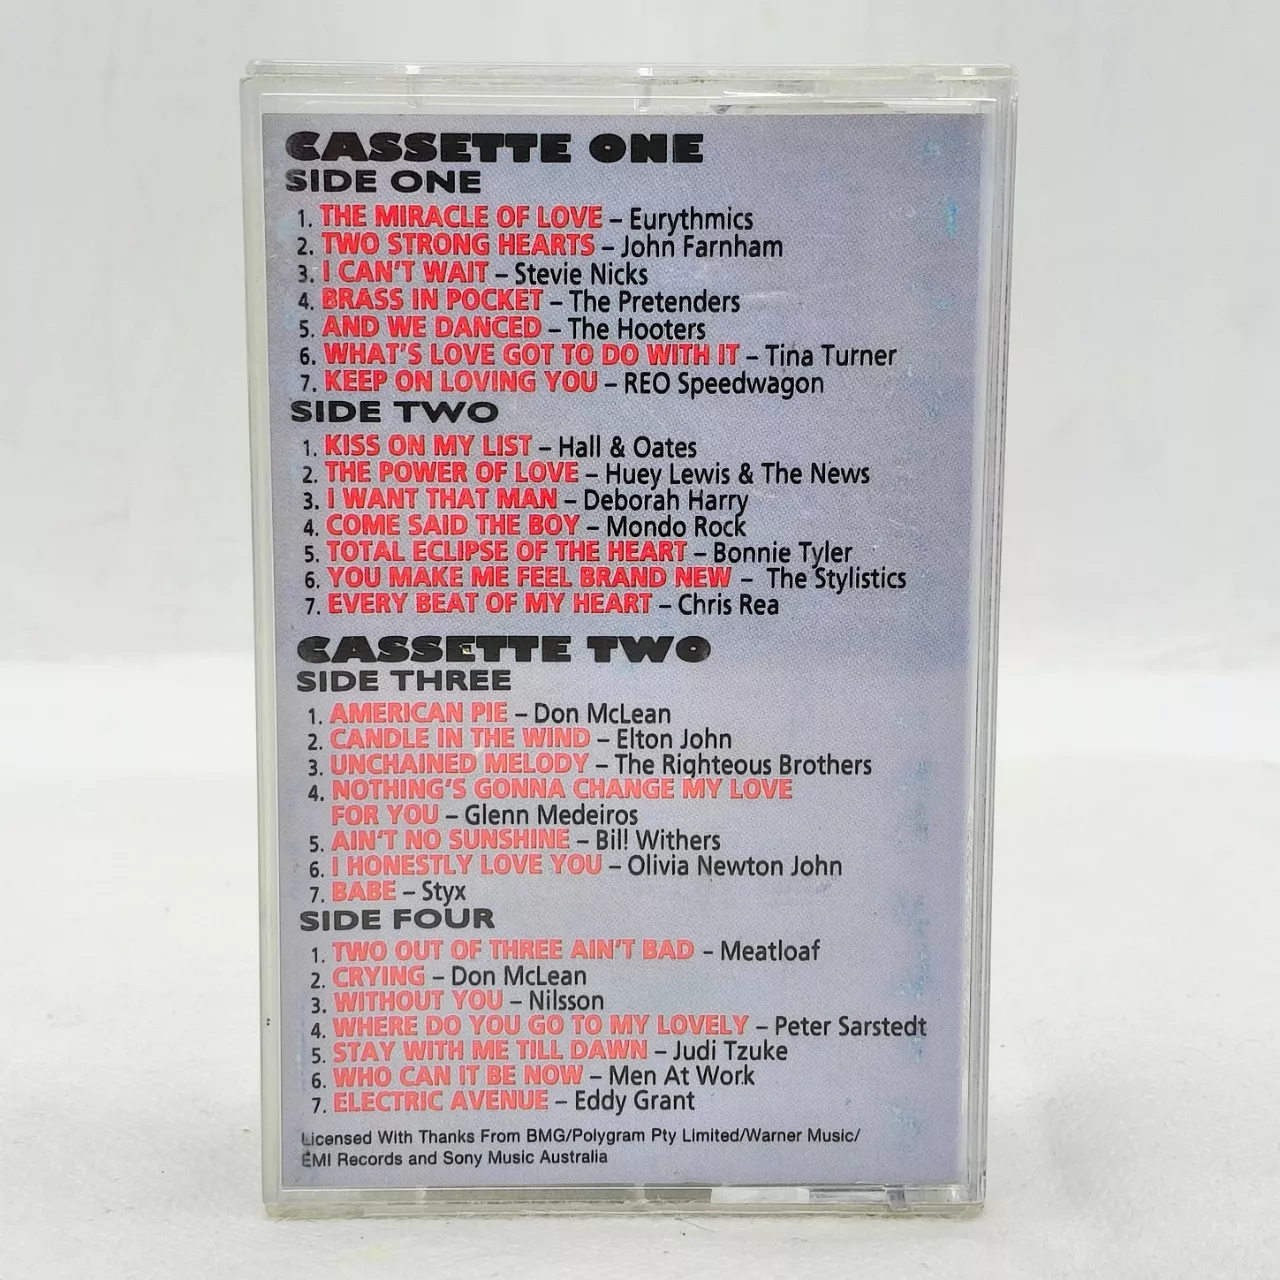 CASSETTE ONE
SIDE ONE
1. THE MIRACLE OF LOVE – Eurythmics
2. TWO STRONG HEARTS – John Farnham
3. I CAN'T WAIT – Stevie Nicks
4. BRASS IN POCKET – The Pretenders
5. AND WE DANCED – The Hooters
6. WHAT'S LOVE GOT TO DO WITH IT – Tina Turner
7. KEEP ON LOVING YOU – REO Speedwagon
SIDE TWO
1. KISS ON MY LIST – Hall & Oates
2. THE POWER OF LOVE – Huey Lewis & The News
3. I WANT THAT MAN – Deborah Harry
4. COME SAID THE BOY – Mondo Rock
5. TOTAL ECLIPSE OF THE HEART – Bonnie Tyler
6. YOU MAKE ME FEEL BRAND NEW – The Stylistics
7. EVERY BEAT OF MY HEART – Chris Rea
CASSETTE TWO
SIDE THREE
1. AMERICAN PIE – Don McLean
2. CANDLE IN THE WIND – Elton John
3. UNCHAINED MELODY – The Righteous Brothers
4. NOTHING'S GONNA CHANGE MY LOVE
FOR YOU – Glenn Medeiros
5. AIN'T NO SUNSHINE – Bill Withers
6. I HONESTLY LOVE YOU – Olivia Newton John
7. BABE – Styx
SIDE FOUR
1. TWO OUT OF THREE AIN'T BAD – Meatloaf
2. CRYING – Don McLean
3. WITHOUT YOU – Nilsson
4. WHERE DO YOU GO TO MY LOVELY – Peter Sarstedt
5. STAY WITH ME TILL DAWN – Judi Tzuke
6. WHO CAN IT BE NOW – Men At Work
7. ELECTRIC AVENUE – Eddy Grant
Licensed With Thanks From BMG/Polygram Pty Limited/Warner Music/
EMI Records and Sony Music Australia